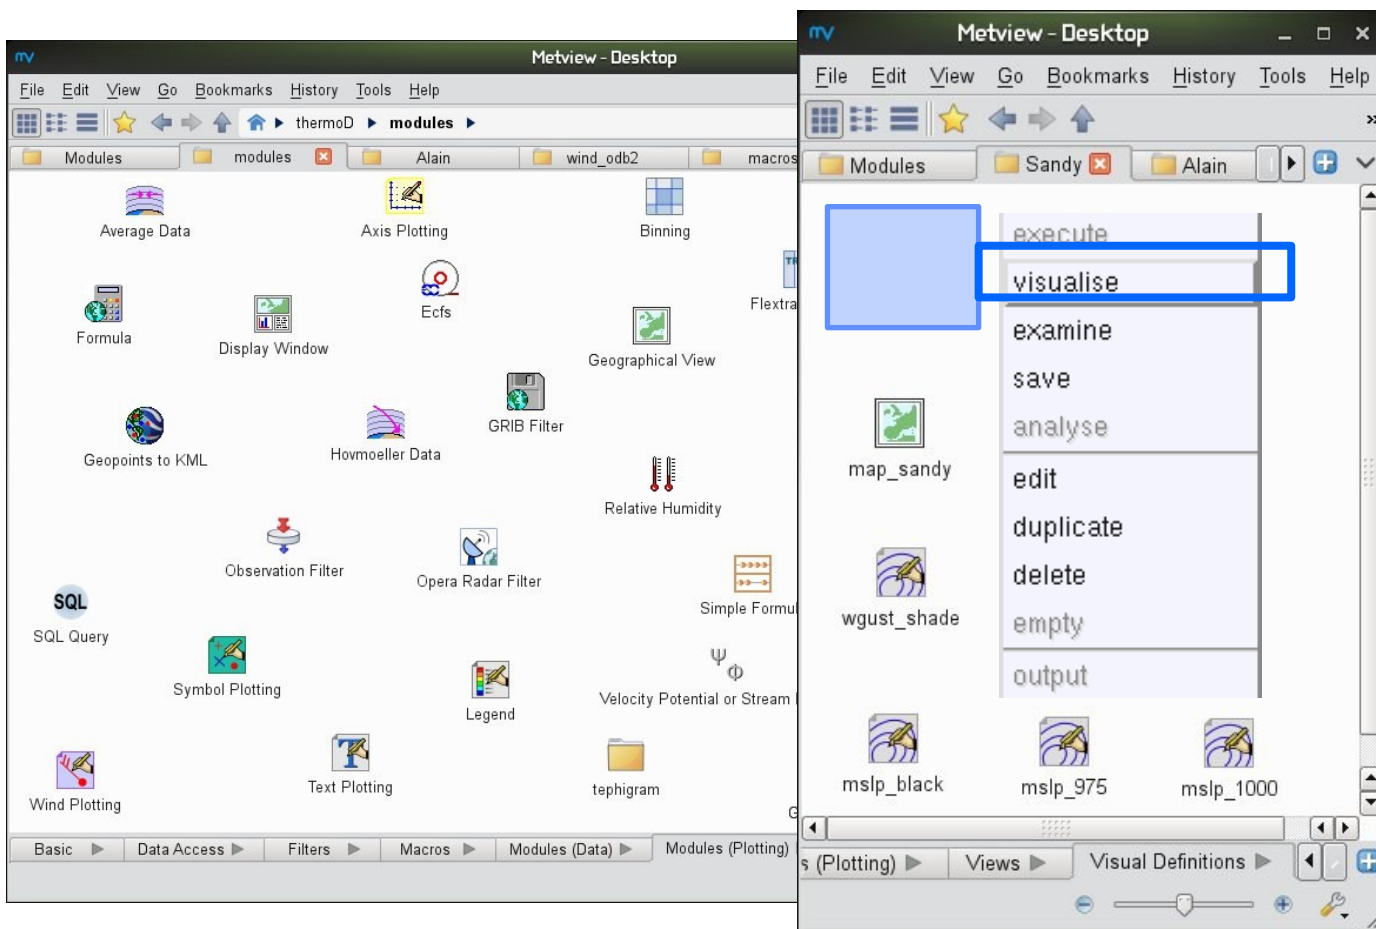 Metview - Desktop
File Edit View Go Bookmarks History Tools Help
thermoD modules
Modules modules Alain wind_odb2 macros
Average Data
Axis Plotting
Binning
Formula
Display Window
Ecfs
Geographical View
Flextra
Geopoints to KML
Hovmoeller Data
GRIB Filter
Relative Humidity
Observation Filter
Opera Radar Filter
Simple Formul
SQL
SQL Query
Symbol Plotting
Legend
Ψ
Φ
Velocity Potential or Stream
Wind Plotting
Text Plotting
tephigram
Basic Data Access Filters Macros Modules (Data) Modules (Plotting)
Metview - Desktop
File Edit View Go Bookmarks History Tools Help
Modules Sandy Alain
execute
visualise
examine
save
analyse
edit
duplicate
delete
empty
output
map_sandy
wgust_shade
mslp_black
mslp_975
mslp_1000
s (Plotting) Views Visual Definitions